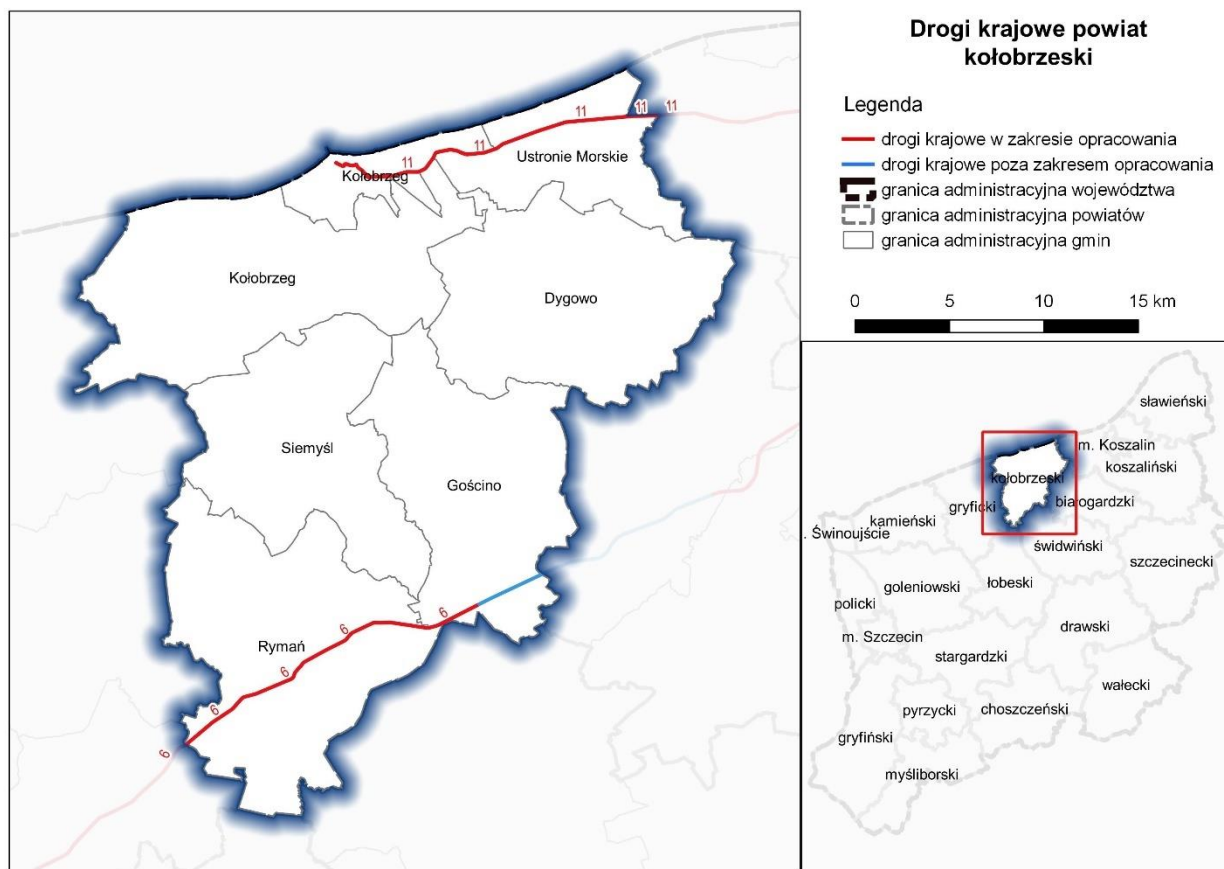 Drogi krajowe powiat
kołobrzeski
Legenda
drogi krajowe w zakresie opracowania
drogi krajowe poza zakresem opracowania
granica administracyjna województwa
granica administracyjna powiatów
granica administracyjna gmin
0 5 10 15 km
11
11
11
11
11
Ustronie Morskie
Kołobrzeg
Kołobrzeg
Dygowo
Siemyśl
Gościno
6
6
Rymań
6
6
6
sławieński
m. Koszalin
koszaliński
kołobrzeski
białogardzki
gryficki
kamieński
. Świnoujście
świdwiński
szczecinecki
łobeski
goleniowski
policki
drawski
m. Szczecin
stargardzki
wałecki
pyrzycki
choszczeński
gryfiński
myśliborski